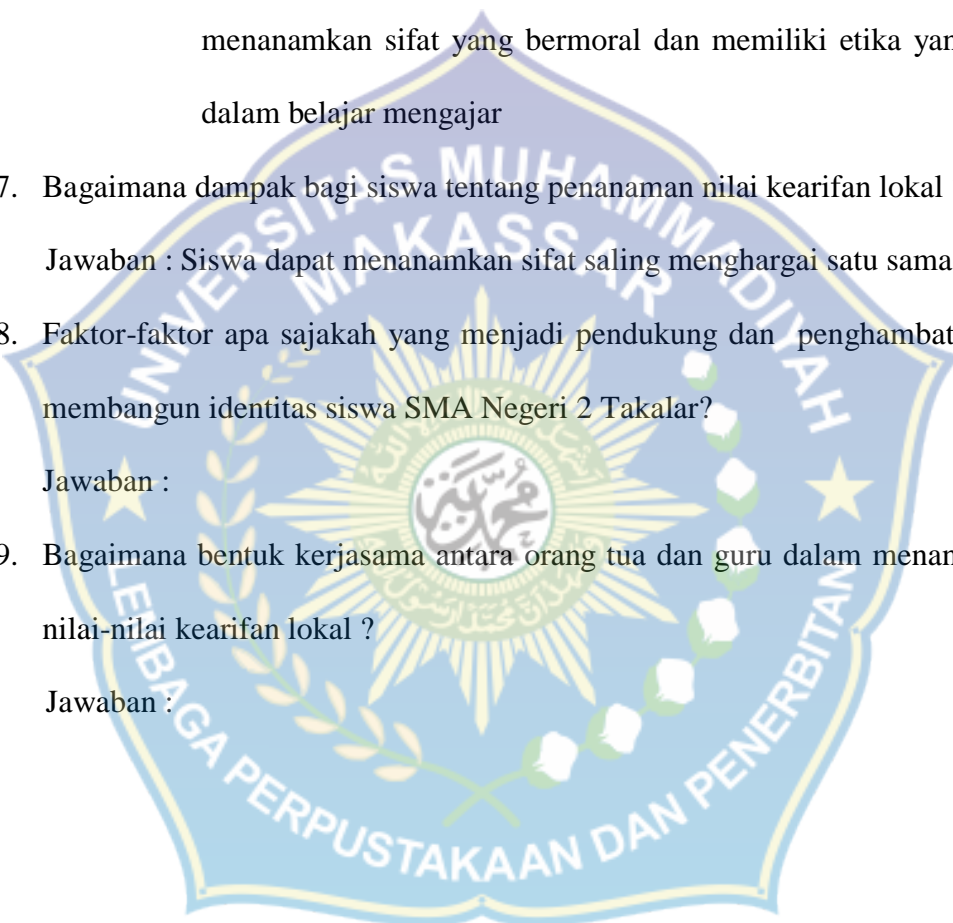 menanamkan sifat yang bermoral dan memiliki etika yan
dalam belajar mengajar
7. Bagaimana dampak bagi siswa tentang penanaman nilai kearifan lokal
Jawaban : Siswa dapat menanamkan sifat saling menghargai satu sama
8. Faktor-faktor apa sajakah yang menjadi pendukung dan penghambat
membangun identitas siswa SMA Negeri 2 Takalar?
Jawaban :
9. Bagaimana bentuk kerjasama antara orang tua dan guru dalam menan
nilai-nilai kearifan lokal ?
Jawaban :
UNIVERSITAS MUHAMMADIYAH
MAKASSAR
LEMBAGA PERPUSTAKAAN DAN PENERBITAN